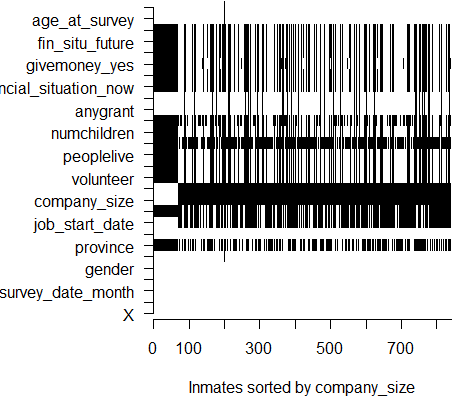 age_at_survey
fin_situ_future
givemoney_yes
ncial_situation_now
anygrant
numchildren
peoplelive
volunteer
company_size
job_start_date
province
gender
survey_date_month
X
0 100 300 500 700
Inmates sorted by company_size